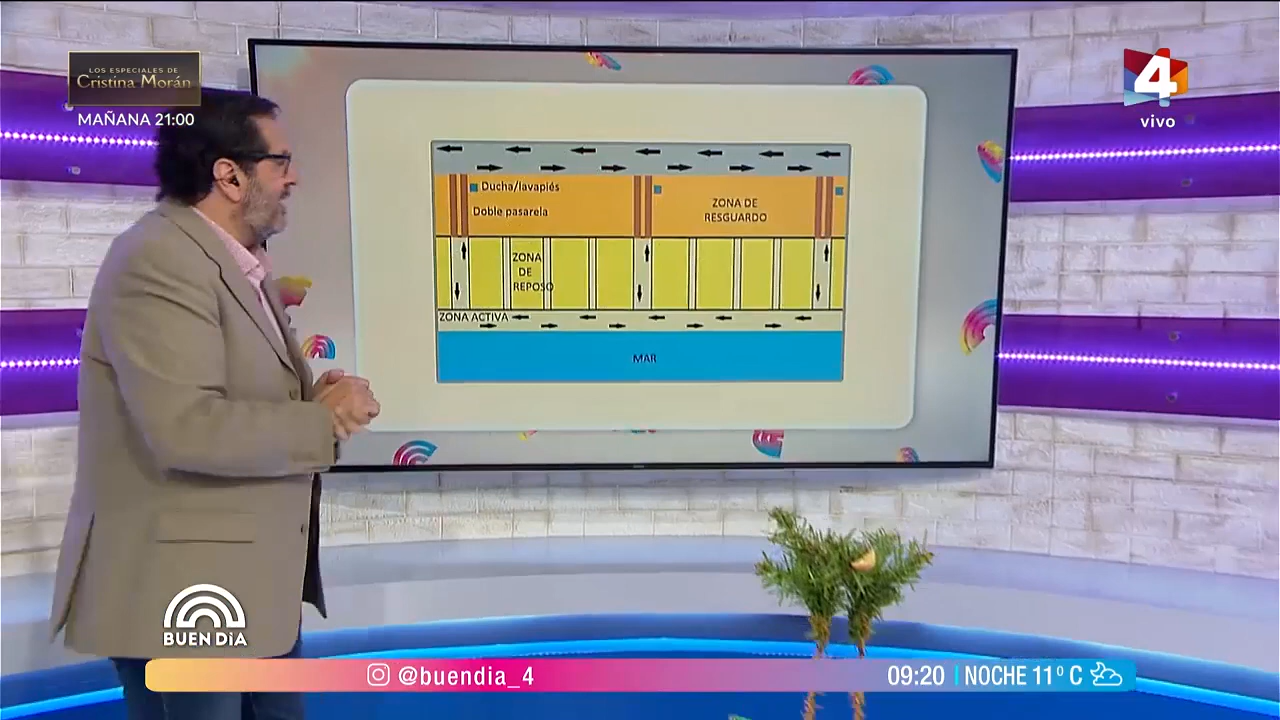 LOS ESPECIALES DE
Cristina Morán
MAÑANA 21:00
4
vivo
Ducha/lavapiés
Doble pasarela
ZONA DE
RESGUARDO
ZONA
DE
REPOSO
ZONA ACTIVA
MAR
BUEN DÍA
@buendia_4
09:20 NOCHE 11º C